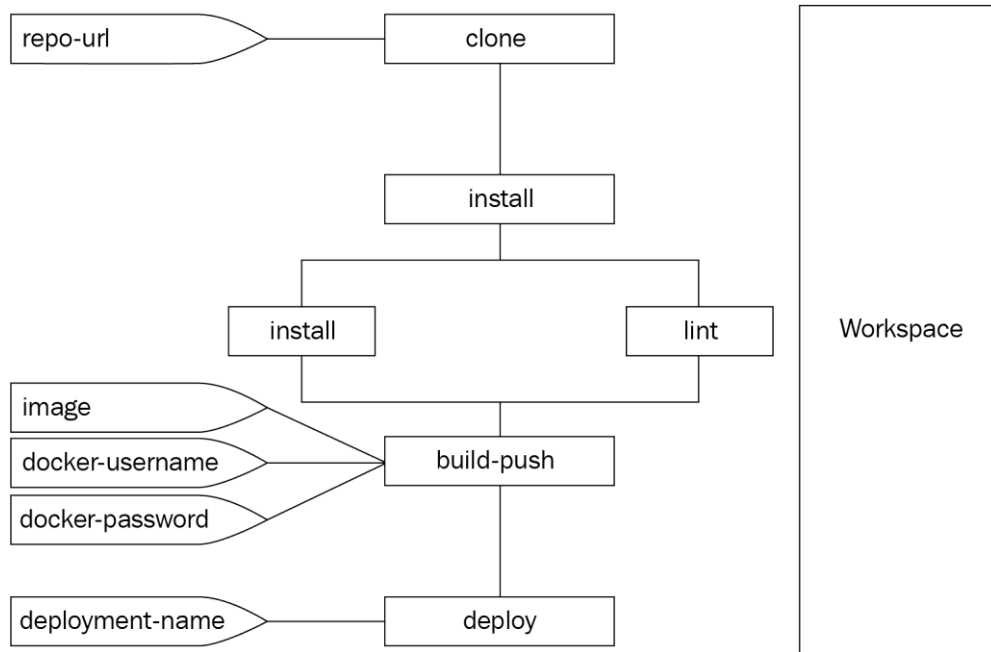 repo-url
clone
install
install
lint
Workspace
image
docker-username
build-push
docker-password
deployment-name
deploy